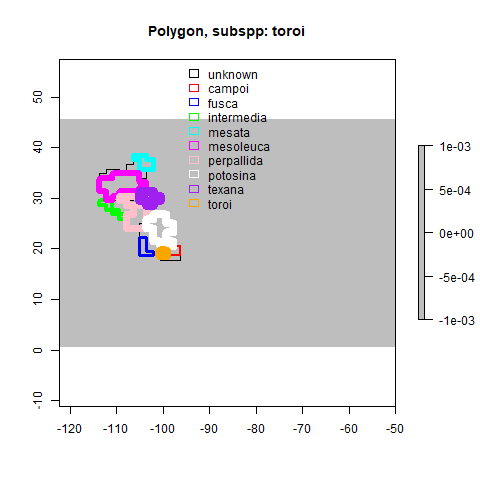 Polygon, subspp: toroi
unknown
campoi
fusca
intermedia
mesata
mesoleuca
perpallida
potosina
texana
toroi
50
40
30
20
10
0
-10
-120
-110
-100
-90
-80
-70
-60
-50
1e-03
5e-04
0e+00
-5e-04
-1e-03